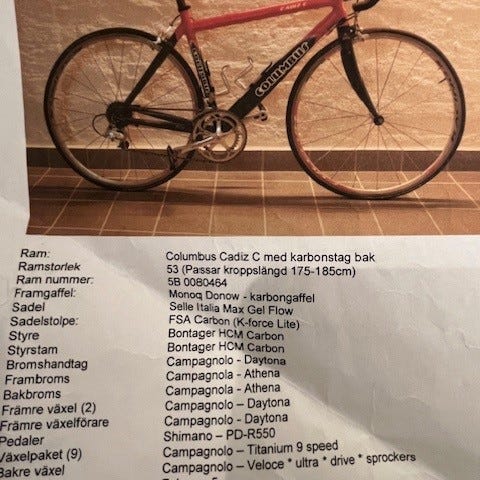 CADIZ C
COLUMBUS
COLUMBUS
Ram: Columbus Cadiz C med karbonstag bak
Ramstorlek 53 (Passar kroppslängd 175-185cm)
Ram nummer: 5B 0080464
Framgaffel: Monoq Donow - karbongaffel
Sadel Selle Italia Max Gel Flow
Sadelstolpe: FSA Carbon (K-force Lite)
Styre Bontager HCM Carbon
Styrstam Bontager HCM Carbon
Bromshandtag Campagnolo - Daytona
Frambroms Campagnolo - Athena
Bakbroms Campagnolo - Athena
Främre växel (2) Campagnolo – Daytona
Främre växelförare Campagnolo - Daytona
Pedaler Shimano – PD-R550
Växelpaket (9) Campagnolo – Titanium 9 speed
Bakre växel Campagnolo – Veloce * ultra * drive * sprockers